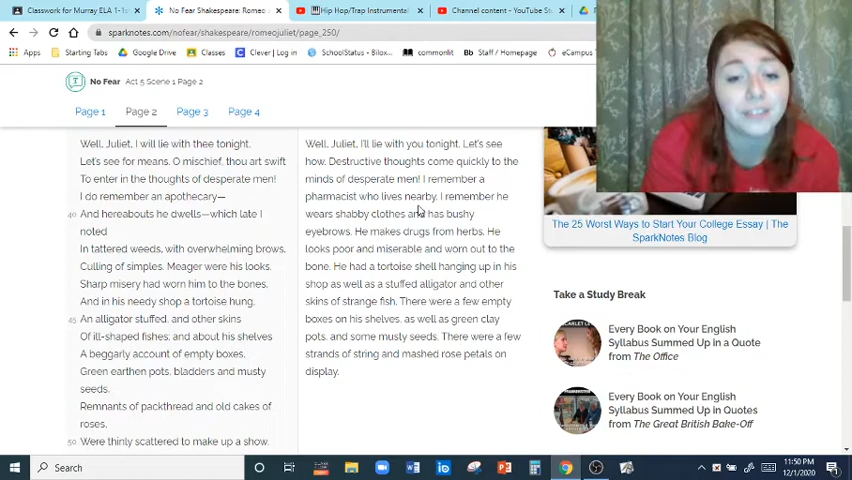 Classwork for Murray ELA 1-1:
No Fear Shakespeare: Romeo
Hip Hop/Trap Instrumental
Channel content - YouTube St
sparknotes.com/nofear/shakespeare/romeojuliet/page_250/
Apps
Starting Tabs
Google Drive
Classes
Clever | Log in
SchoolStatus - Bilox...
commonlit
Bb Staff / Homepage
eCampus
No Fear Act 5 Scene 1 Page 2
Page 1
Page 2
Page 3
Page 4
Well, Juliet, I will lie with thee tonight.
Let's see for means. O mischief, thou art swift
To enter in the thoughts of desperate men!
I do remember an apothecary—
40 And hereabouts he dwells—which late I
noted
In tattered weeds, with overwhelming brows,
Culling of simples. Meager were his looks.
Sharp misery had worn him to the bones.
And in his needy shop a tortoise hung,
45 An alligator stuffed, and other skins
Of ill-shaped fishes; and about his shelves
A beggarly account of empty boxes,
Green earthen pots, bladders and musty
seeds,
Remnants of packthread and old cakes of
roses,
50 Were thinly scattered to make up a show.
Well, Juliet, I'll lie with you tonight. Let's see
how. Destructive thoughts come quickly to the
minds of desperate men! I remember a
pharmacist who lives nearby. I remember he
wears shabby clothes and has bushy
eyebrows. He makes drugs from herbs. He
looks poor and miserable and worn out to the
bone. He had a tortoise shell hanging up in his
shop as well as a stuffed alligator and other
skins of strange fish. There were a few empty
boxes on his shelves, as well as green clay
pots, and some musty seeds. There were a few
strands of string and mashed rose petals on
display.
The 25 Worst Ways to Start Your College Essay | The
SparkNotes Blog
Take a Study Break
Every Book on Your English
Syllabus Summed Up in a Quote
from The Office
Every Book on Your English
Syllabus Summed Up in Quotes
from The Great British Bake-Off
Search
11:50 PM
12/1/2020